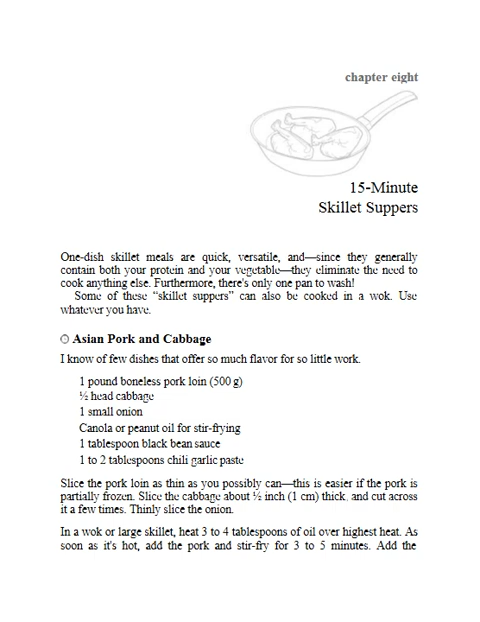 chapter eight
15-Minute
Skillet Suppers
One-dish skillet meals are quick, versatile, and—since they generally
contain both your protein and your vegetable—they eliminate the need to
cook anything else. Furthermore, there's only one pan to wash!
Some of these “skillet suppers” can also be cooked in a wok. Use
whatever you have.
Asian Pork and Cabbage
I know of few dishes that offer so much flavor for so little work.
1 pound boneless pork loin (500 g)
½ head cabbage
1 small onion
Canola or peanut oil for stir-frying
1 tablespoon black bean sauce
1 to 2 tablespoons chili garlic paste
Slice the pork loin as thin as you possibly can—this is easier if the pork is
partially frozen. Slice the cabbage about ½ inch (1 cm) thick, and cut across
it a few times. Thinly slice the onion.
In a wok or large skillet, heat 3 to 4 tablespoons of oil over highest heat. As
soon as it's hot, add the pork and stir-fry for 3 to 5 minutes. Add the